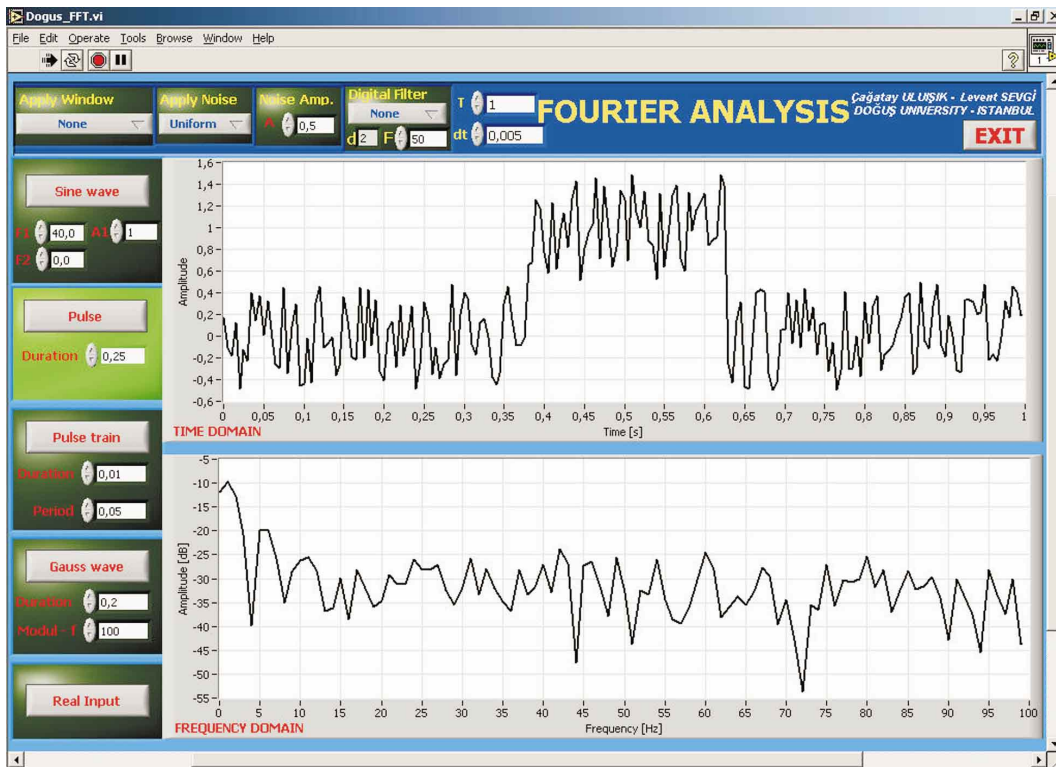 Dogus_FFT.vi
File Edit Operate Tools Browse Window Help
1
Apply Window
None
Apply Noise
Uniform
Noise Amp.
A 0,5
Digital Filter
None
d 2 F 50
T 1
dt 0,005
FOURIER ANALYSIS
Çağatay ULUIŞIK - Levent SEVGİ
DOĞUŞ UNIVERSITY - ISTANBUL
EXIT
Sine wave
F1 40,0 A1 1
F2 0,0
Pulse
Duration 0,25
Pulse train
Duration 0,01
Period 0,05
Gauss wave
Duration 0,2
Modul - f 100
Real Input
Amplitude
1,6
1,4
1,2
1
0,8
0,6
0,4
0,2
0
-0,2
-0,4
-0,6
0 0,05 0,1 0,15 0,2 0,25 0,3 0,35 0,4 0,45 0,5 0,55 0,6 0,65 0,7 0,75 0,8 0,85 0,9 0,95 1
TIME DOMAIN
Time [s]
Amplitude [dB]
-5
-10
-15
-20
-25
-30
-35
-40
-45
-50
-55
0 5 10 15 20 25 30 35 40 45 50 55 60 65 70 75 80 85 90 95 100
FREQUENCY DOMAIN
Frequency [Hz]